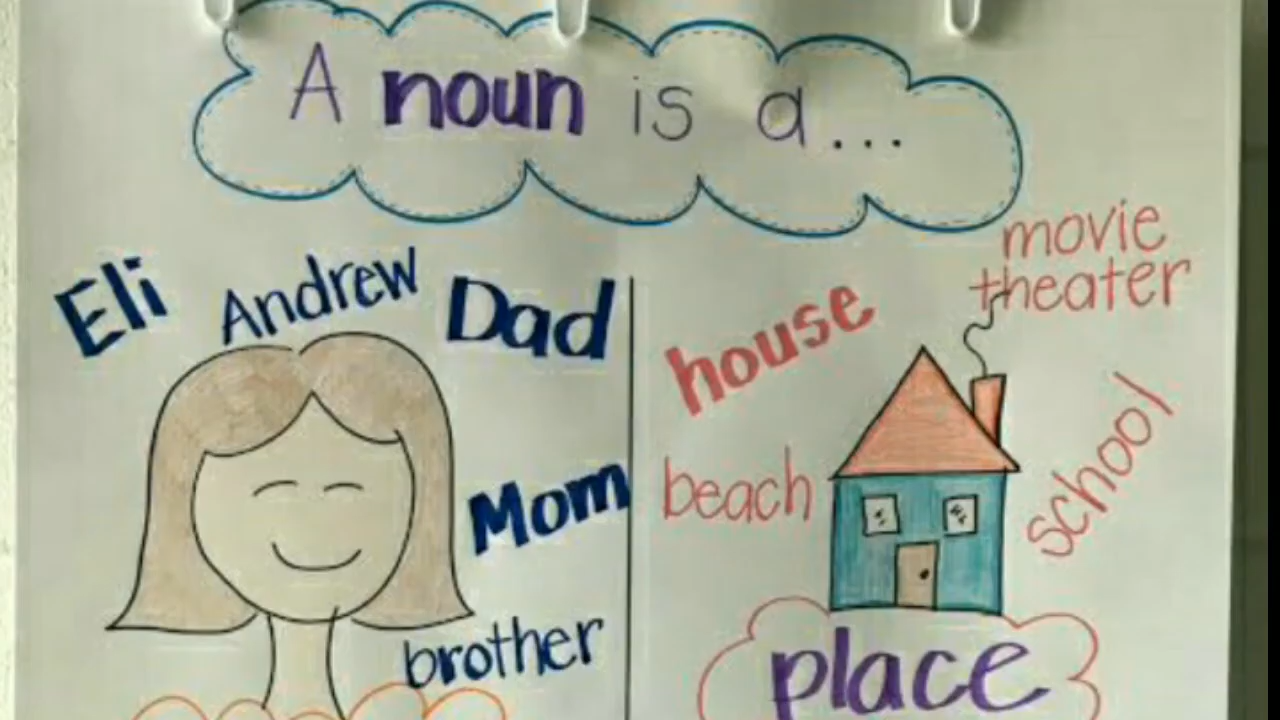 A noun is a...
Eli
Andrew
Dad
Mom
brother
movie
theater
house
beach
school
place